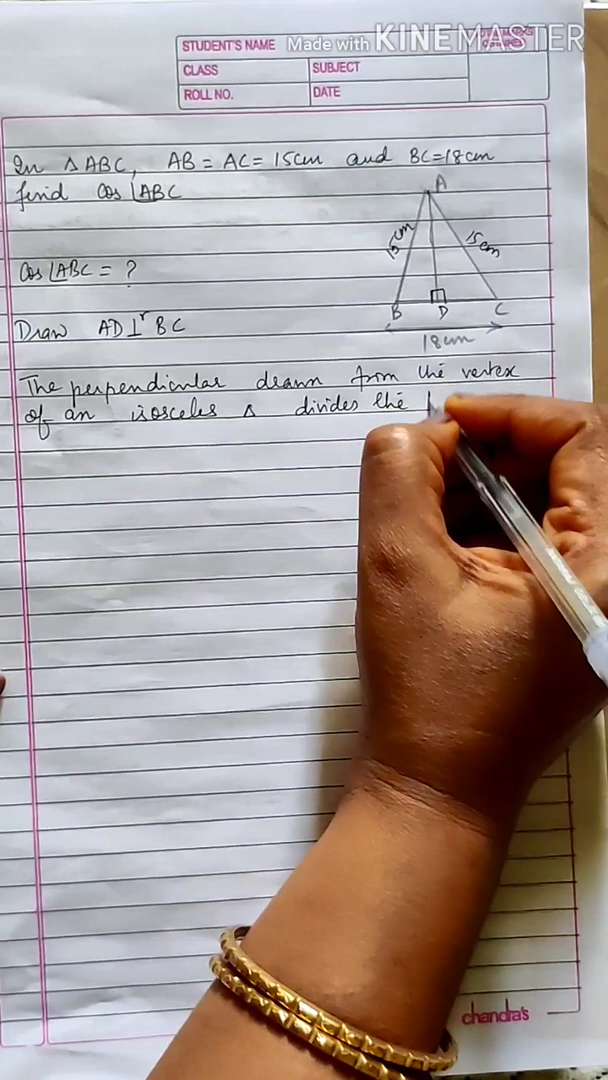 STUDENT'S NAME
Made with KINEMASTER
CLASS
SUBJECT
ROLL NO.
DATE
In Δ ABC, AB = AC = 15cm and BC = 18cm
find Cos ∠ABC
A
15cm
15cm
B
D
C
18cm
Cos ∠ABC = ?
Draw AD ⊥r BC
The perpendicular drawn from the vertex
of an isosceles Δ divides the
chandra's